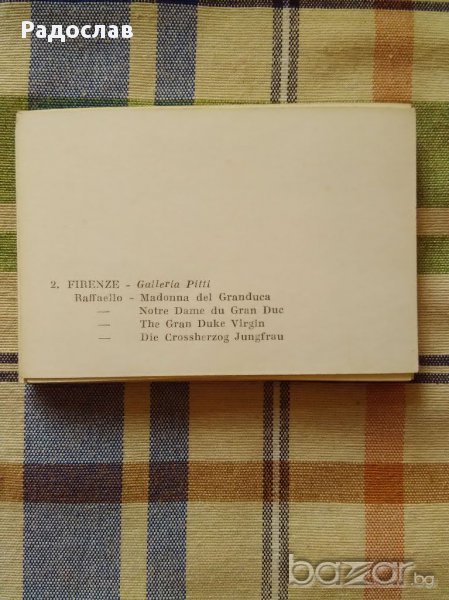 Радослав
2. FIRENZE - Galleria Pitti
Raffaello - Madonna del Granduca
— Notre Dame du Gran Duc
— The Gran Duke Virgin
— Die Crossherzog Jungfrau
bazar.bg